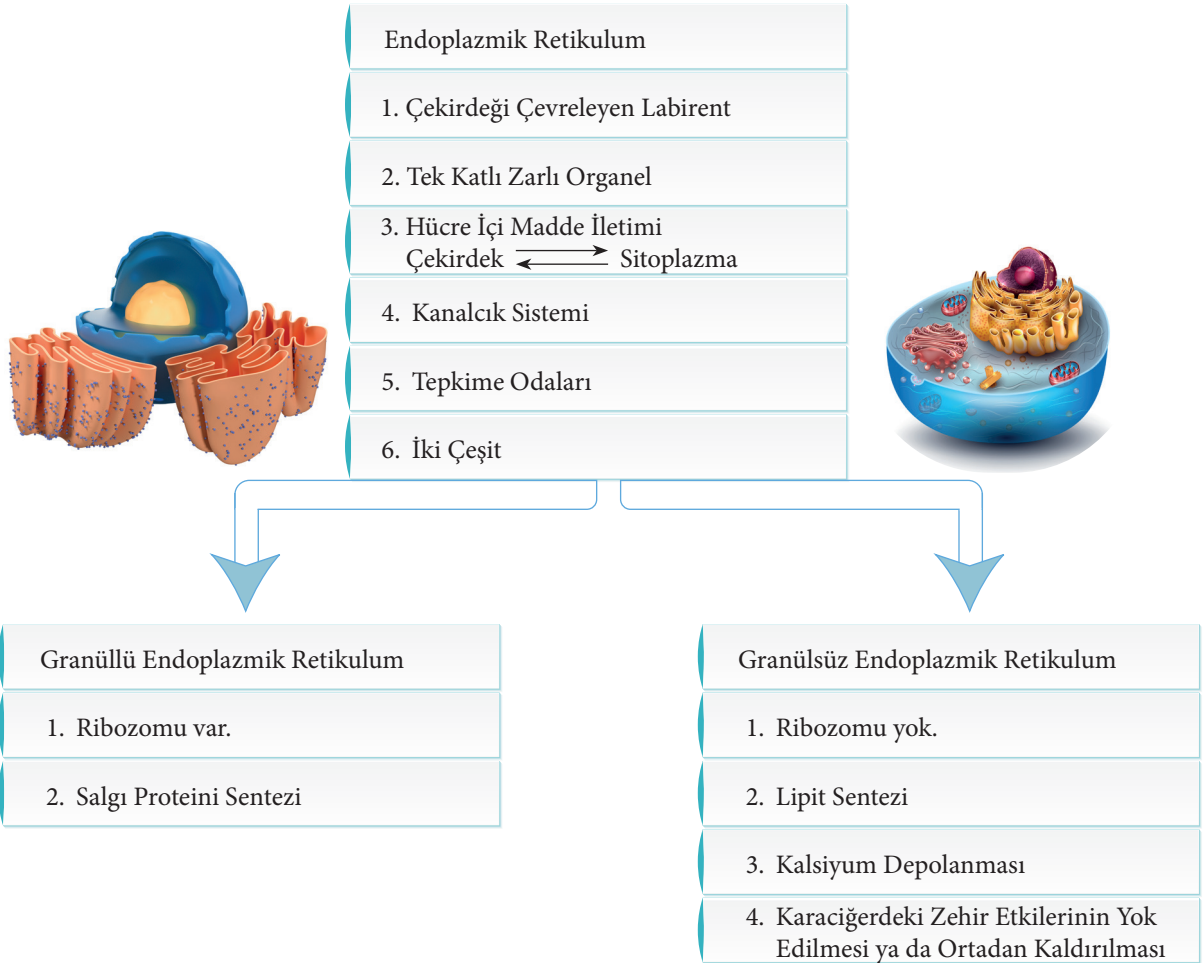 Endoplazmik Retikulum
1. Çekirdeği Çevreleyen Labirent
2. Tek Katlı Zarlı Organel
3. Hücre İçi Madde İletimi
Çekirdek Sitoplazma
4. Kanalcık Sistemi
5. Tepkime Odaları
6. İki Çeşit
Granüllü Endoplazmik Retikulum
1. Ribozomu var.
2. Salgı Proteini Sentezi
Granülsüz Endoplazmik Retikulum
1. Ribozomu yok.
2. Lipit Sentezi
3. Kalsiyum Depolanması
4. Karaciğerdeki Zehir Etkilerinin Yok
Edilmesi ya da Ortadan Kaldırılması